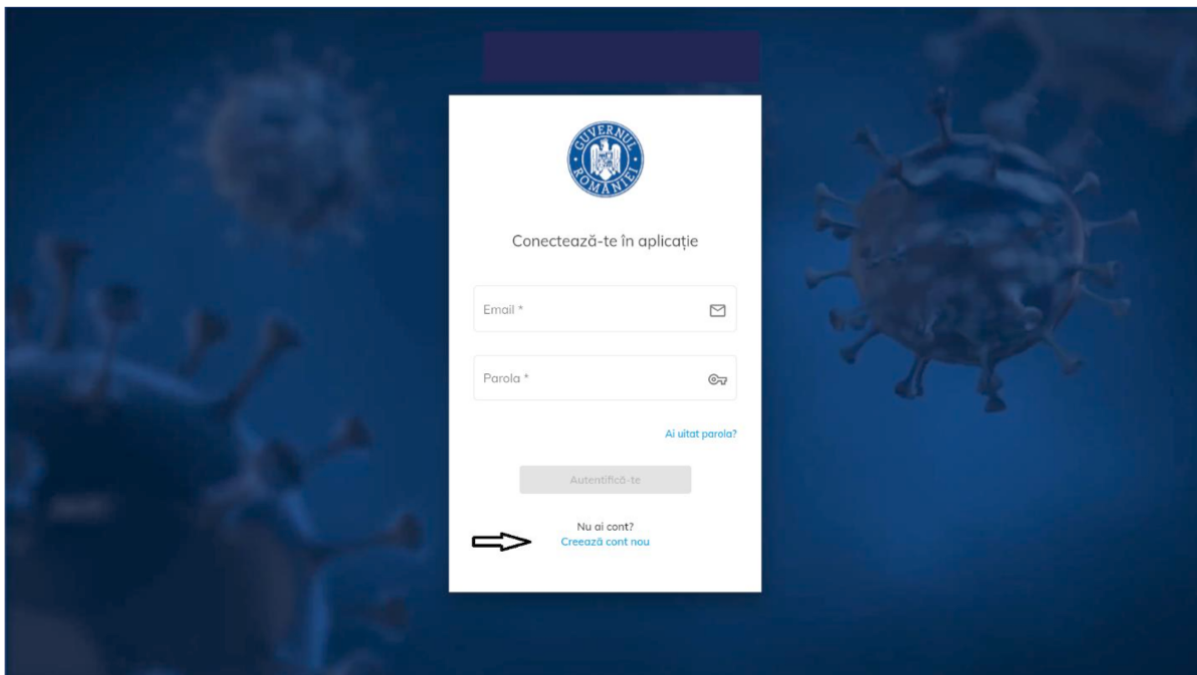 GUVERNUL ROMÂNIEI
Conectează-te în aplicație
Email *
Parola *
Ai uitat parola?
Autentifică-te
Nu ai cont?
Creează cont nou